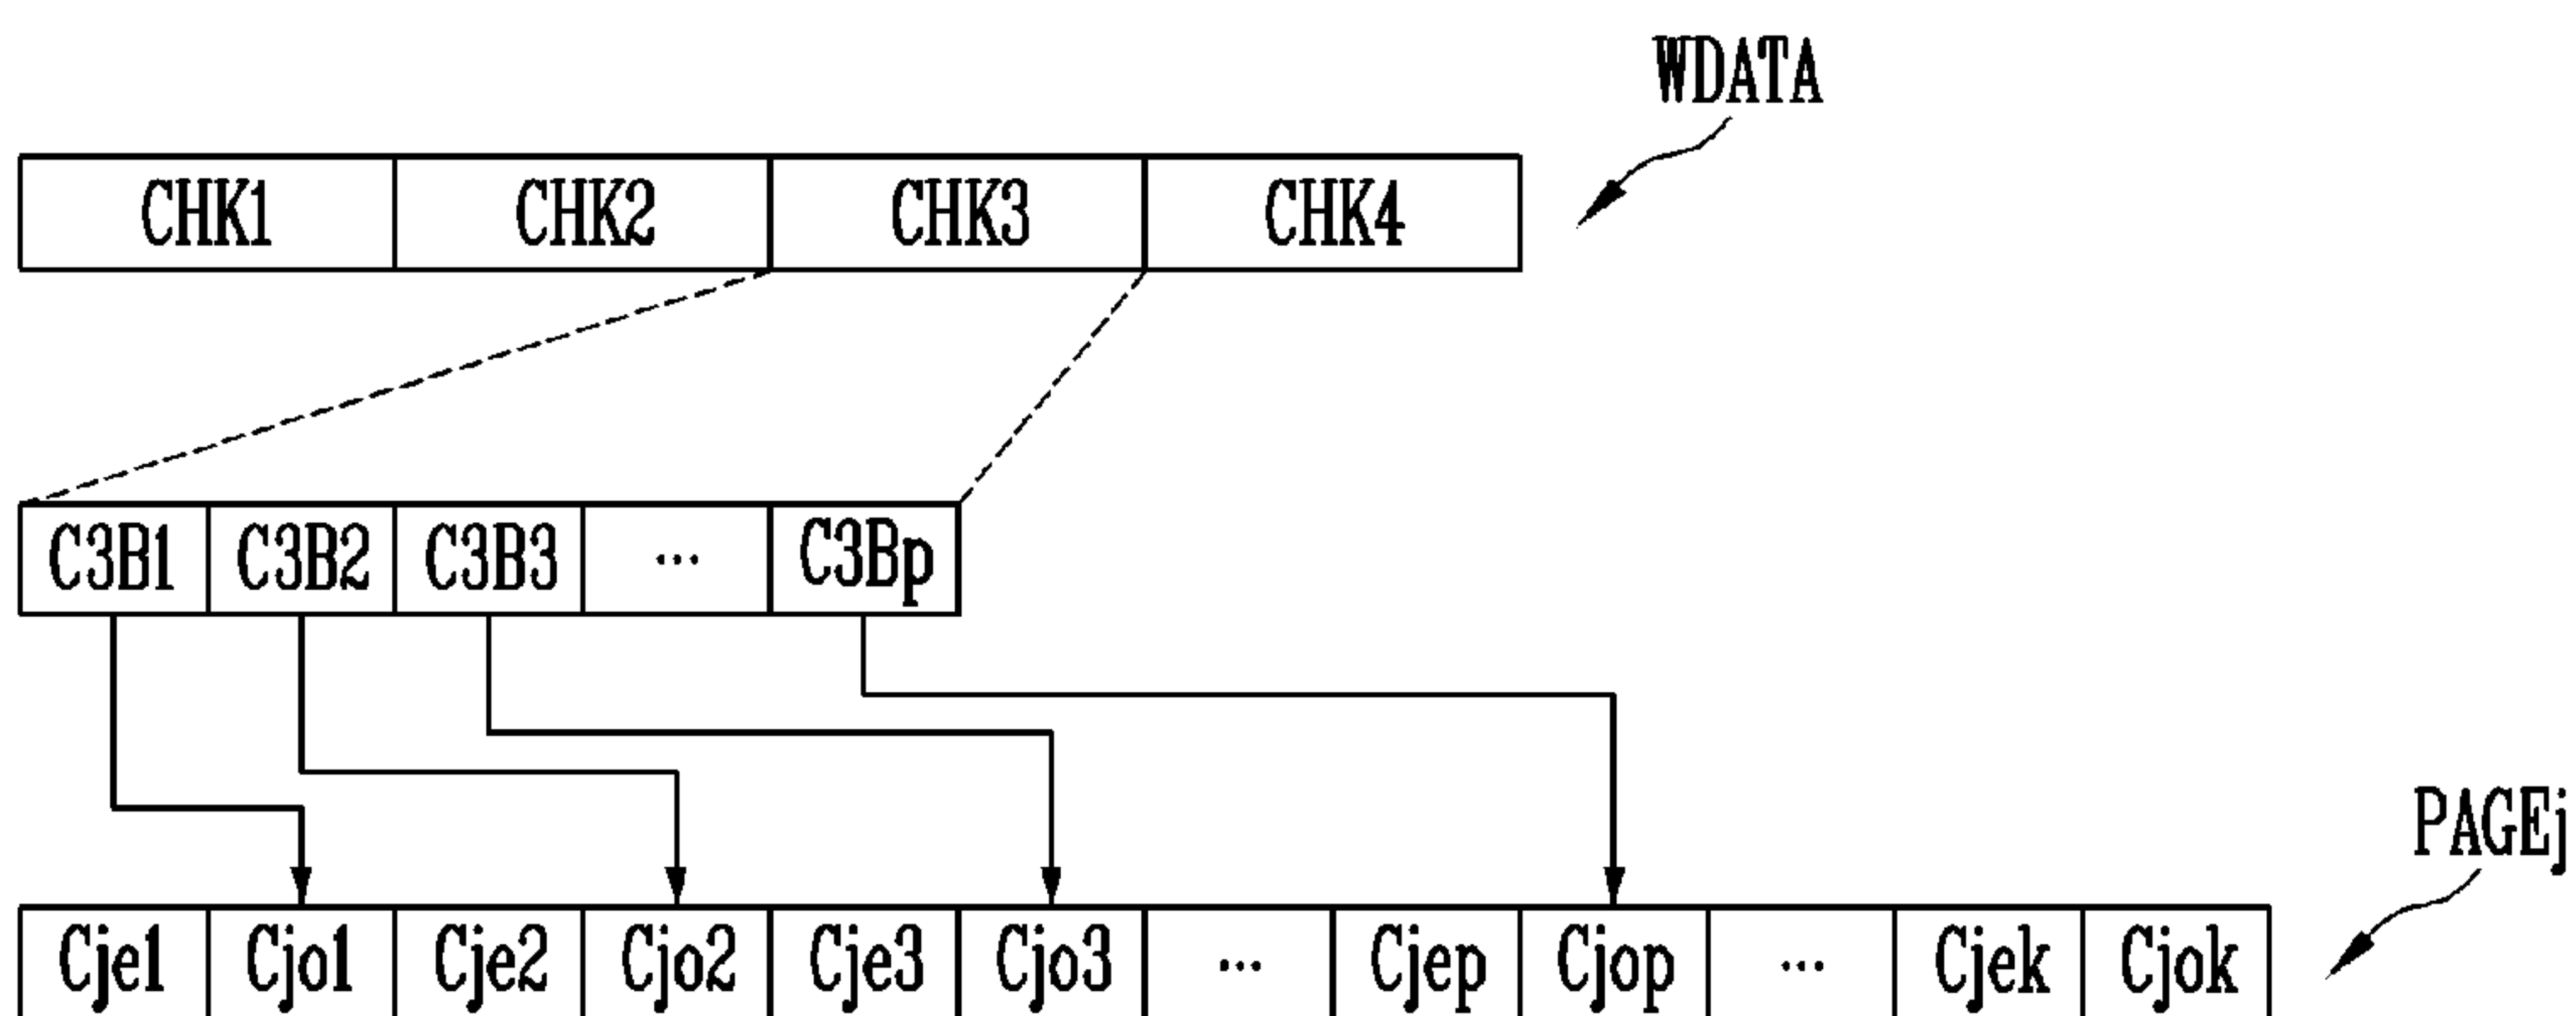 WDATA
CHK1 CHK2 CHK3 CHK4
C3B1 C3B2 C3B3 ... C3Bp
PAGEj
Cje1 Cjo1 Cje2 Cjo2 Cje3 Cjo3 ... Cjep Cjop ... Cjek Cjok